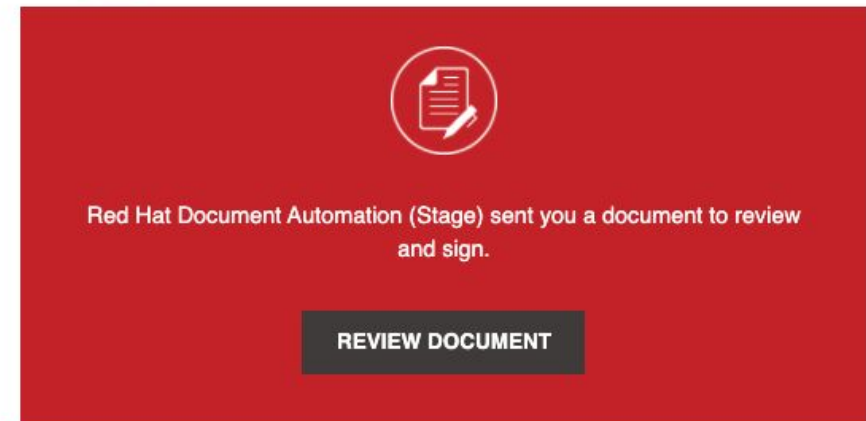 Red Hat Document Automation (Stage) sent you a document to review
and sign.
REVIEW DOCUMENT